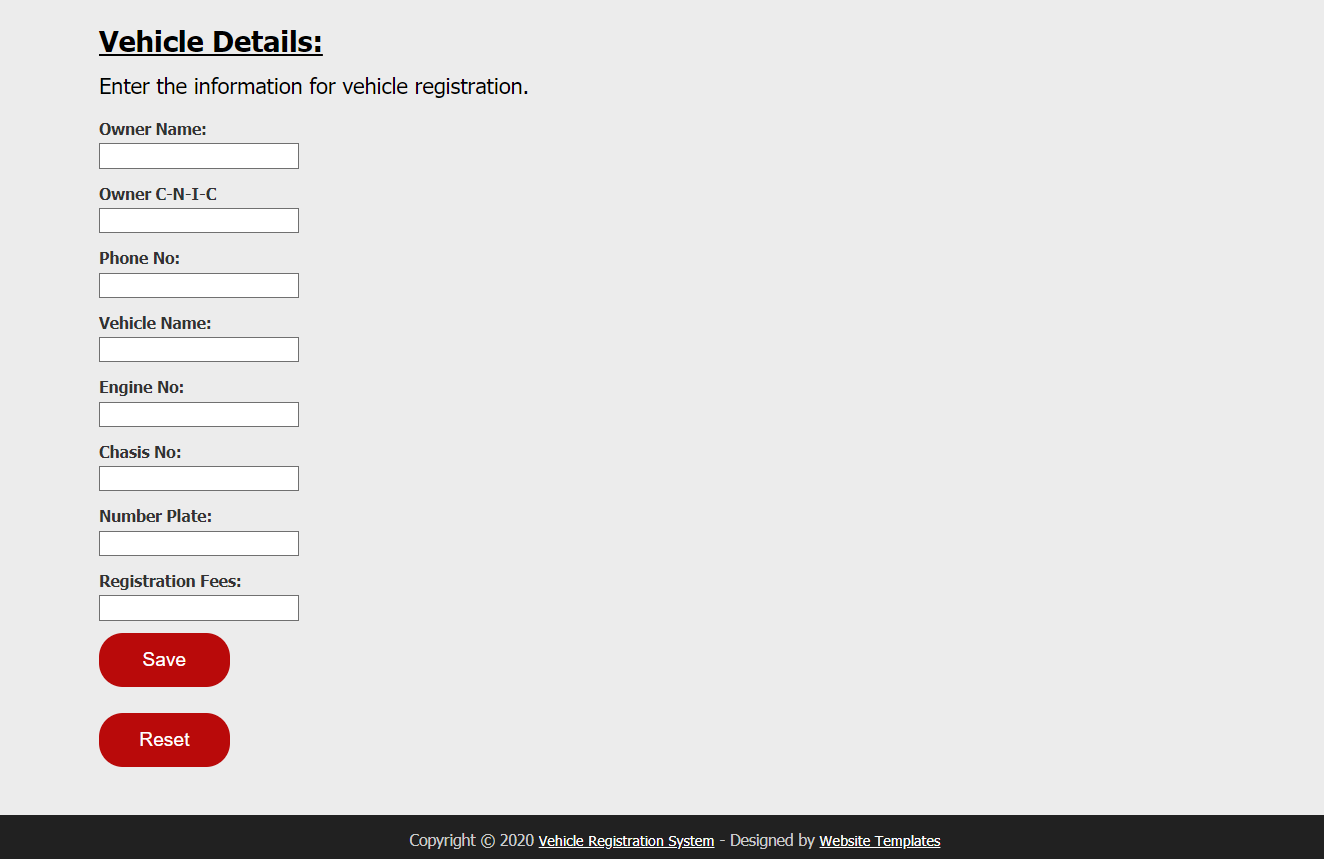 Vehicle Details:
Enter the information for vehicle registration.
Owner Name:
Owner C-N-I-C
Phone No:
Vehicle Name:
Engine No:
Chasis No:
Number Plate:
Registration Fees:
Save
Reset
Copyright © 2020 Vehicle Registration System - Designed by Website Templates